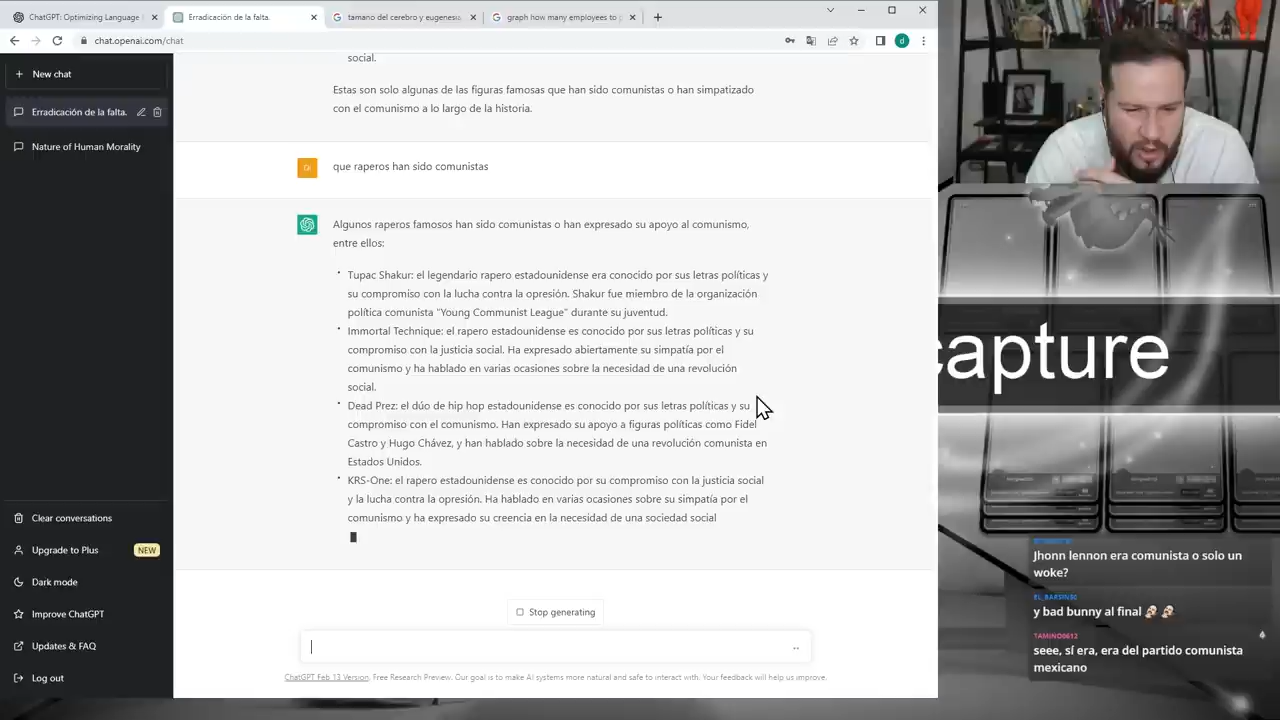 ChatGPT: Optimizing Language
Erradicación de la falta.
tamano del cerebro y eugenesia
graph how many employees to
chat.openai.com/chat
d
New chat
Erradicación de la falta.
Nature of Human Morality
Clear conversations
Upgrade to Plus
NEW
Dark mode
Improve ChatGPT
Updates & FAQ
Log out
social.
Estas son solo algunas de las figuras famosas que han sido comunistas o han simpatizado
con el comunismo a lo largo de la historia.
que raperos han sido comunistas
Algunos raperos famosos han sido comunistas o han expresado su apoyo al comunismo,
entre ellos:
Tupac Shakur: el legendario rapero estadounidense era conocido por sus letras políticas y
su compromiso con la lucha contra la opresión. Shakur fue miembro de la organización
política comunista "Young Communist League" durante su juventud.
Immortal Technique: el rapero estadounidense es conocido por sus letras políticas y su
compromiso con la justicia social. Ha expresado abiertamente su simpatía por el
comunismo y ha hablado en varias ocasiones sobre la necesidad de una revolución
social.
Dead Prez: el dúo de hip hop estadounidense es conocido por sus letras políticas y su
compromiso con el comunismo. Han expresado su apoyo a figuras políticas como Fidel
Castro y Hugo Chávez, y han hablado sobre la necesidad de una revolución comunista en
Estados Unidos.
KRS-One: el rapero estadounidense es conocido por su compromiso con la justicia social
y la lucha contra la opresión. Ha hablado en varias ocasiones sobre su simpatía por el
comunismo y ha expresado su creencia en la necesidad de una sociedad social
Stop generating
ChatGPT Feb 13 Version. Free Research Preview. Our goal is to make AI systems more natural and safe to interact with. Your feedback will help us improve.
capture
Jhonn lennon era comunista o solo un
woke?
y bad bunny al final
TAMINO0612
seee, sí era, era del partido comunista
mexicano